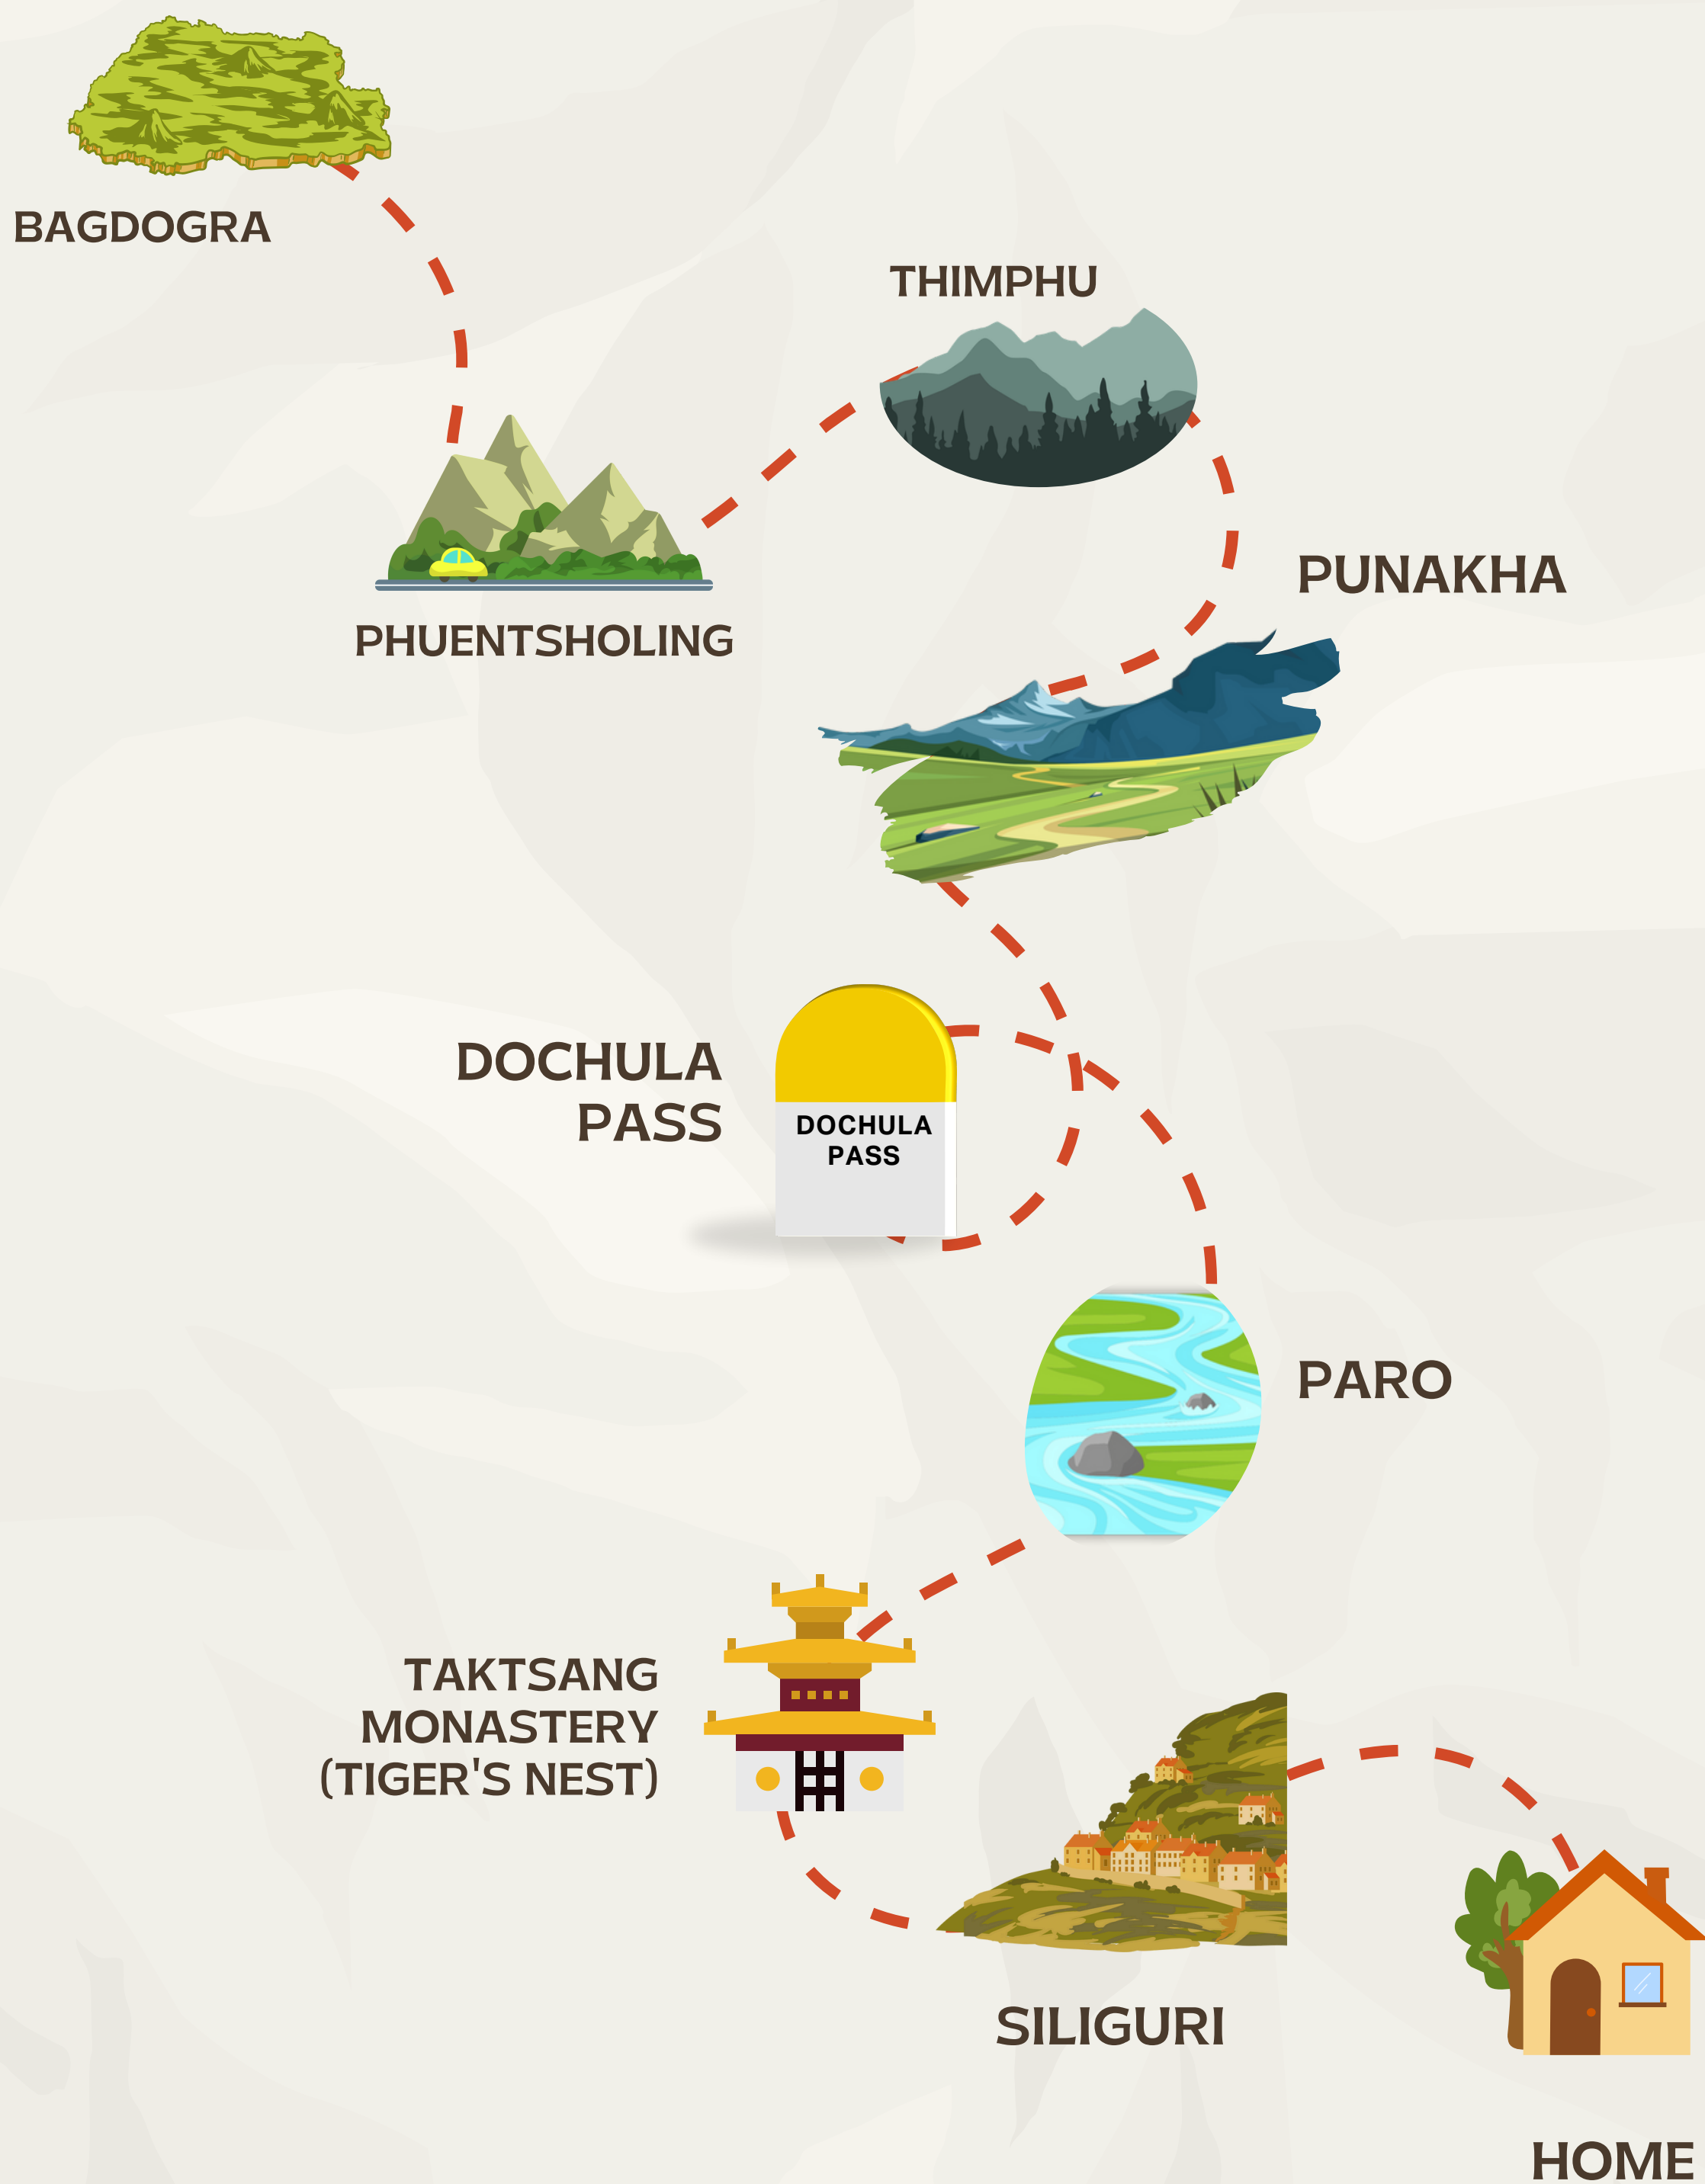 BAGDOGRA
THIMPHU
PUNAKHA
PHUENTSHOLING
DOCHULA
PASS
DOCHULA
PASS
PARO
TAKTSANG
MONASTERY
(TIGER'S NEST)
SILIGURI
HOME